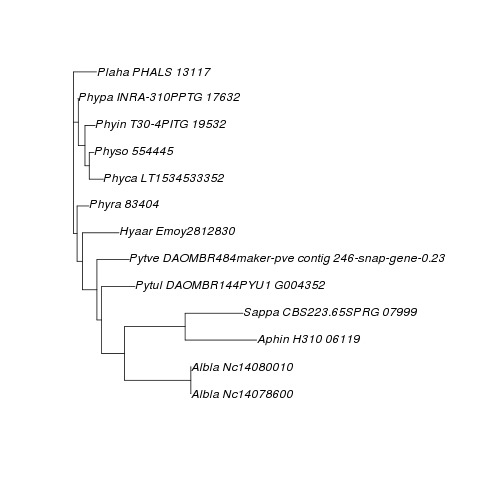 Plaha PHALS 13117
Phypa INRA-310PPTG 17632
Phyin T30-4PITG 19532
Physo 554445
Phyca LT1534533352
Phyra 83404
Hyaar Emoy2812830
Pytve DAOMBR484maker-pve contig 246-snap-gene-0.23
Pytul DAOMBR144PYU1 G004352
Sappa CBS223.65SPRG 07999
Aphin H310 06119
Albla Nc14080010
Albla Nc14078600